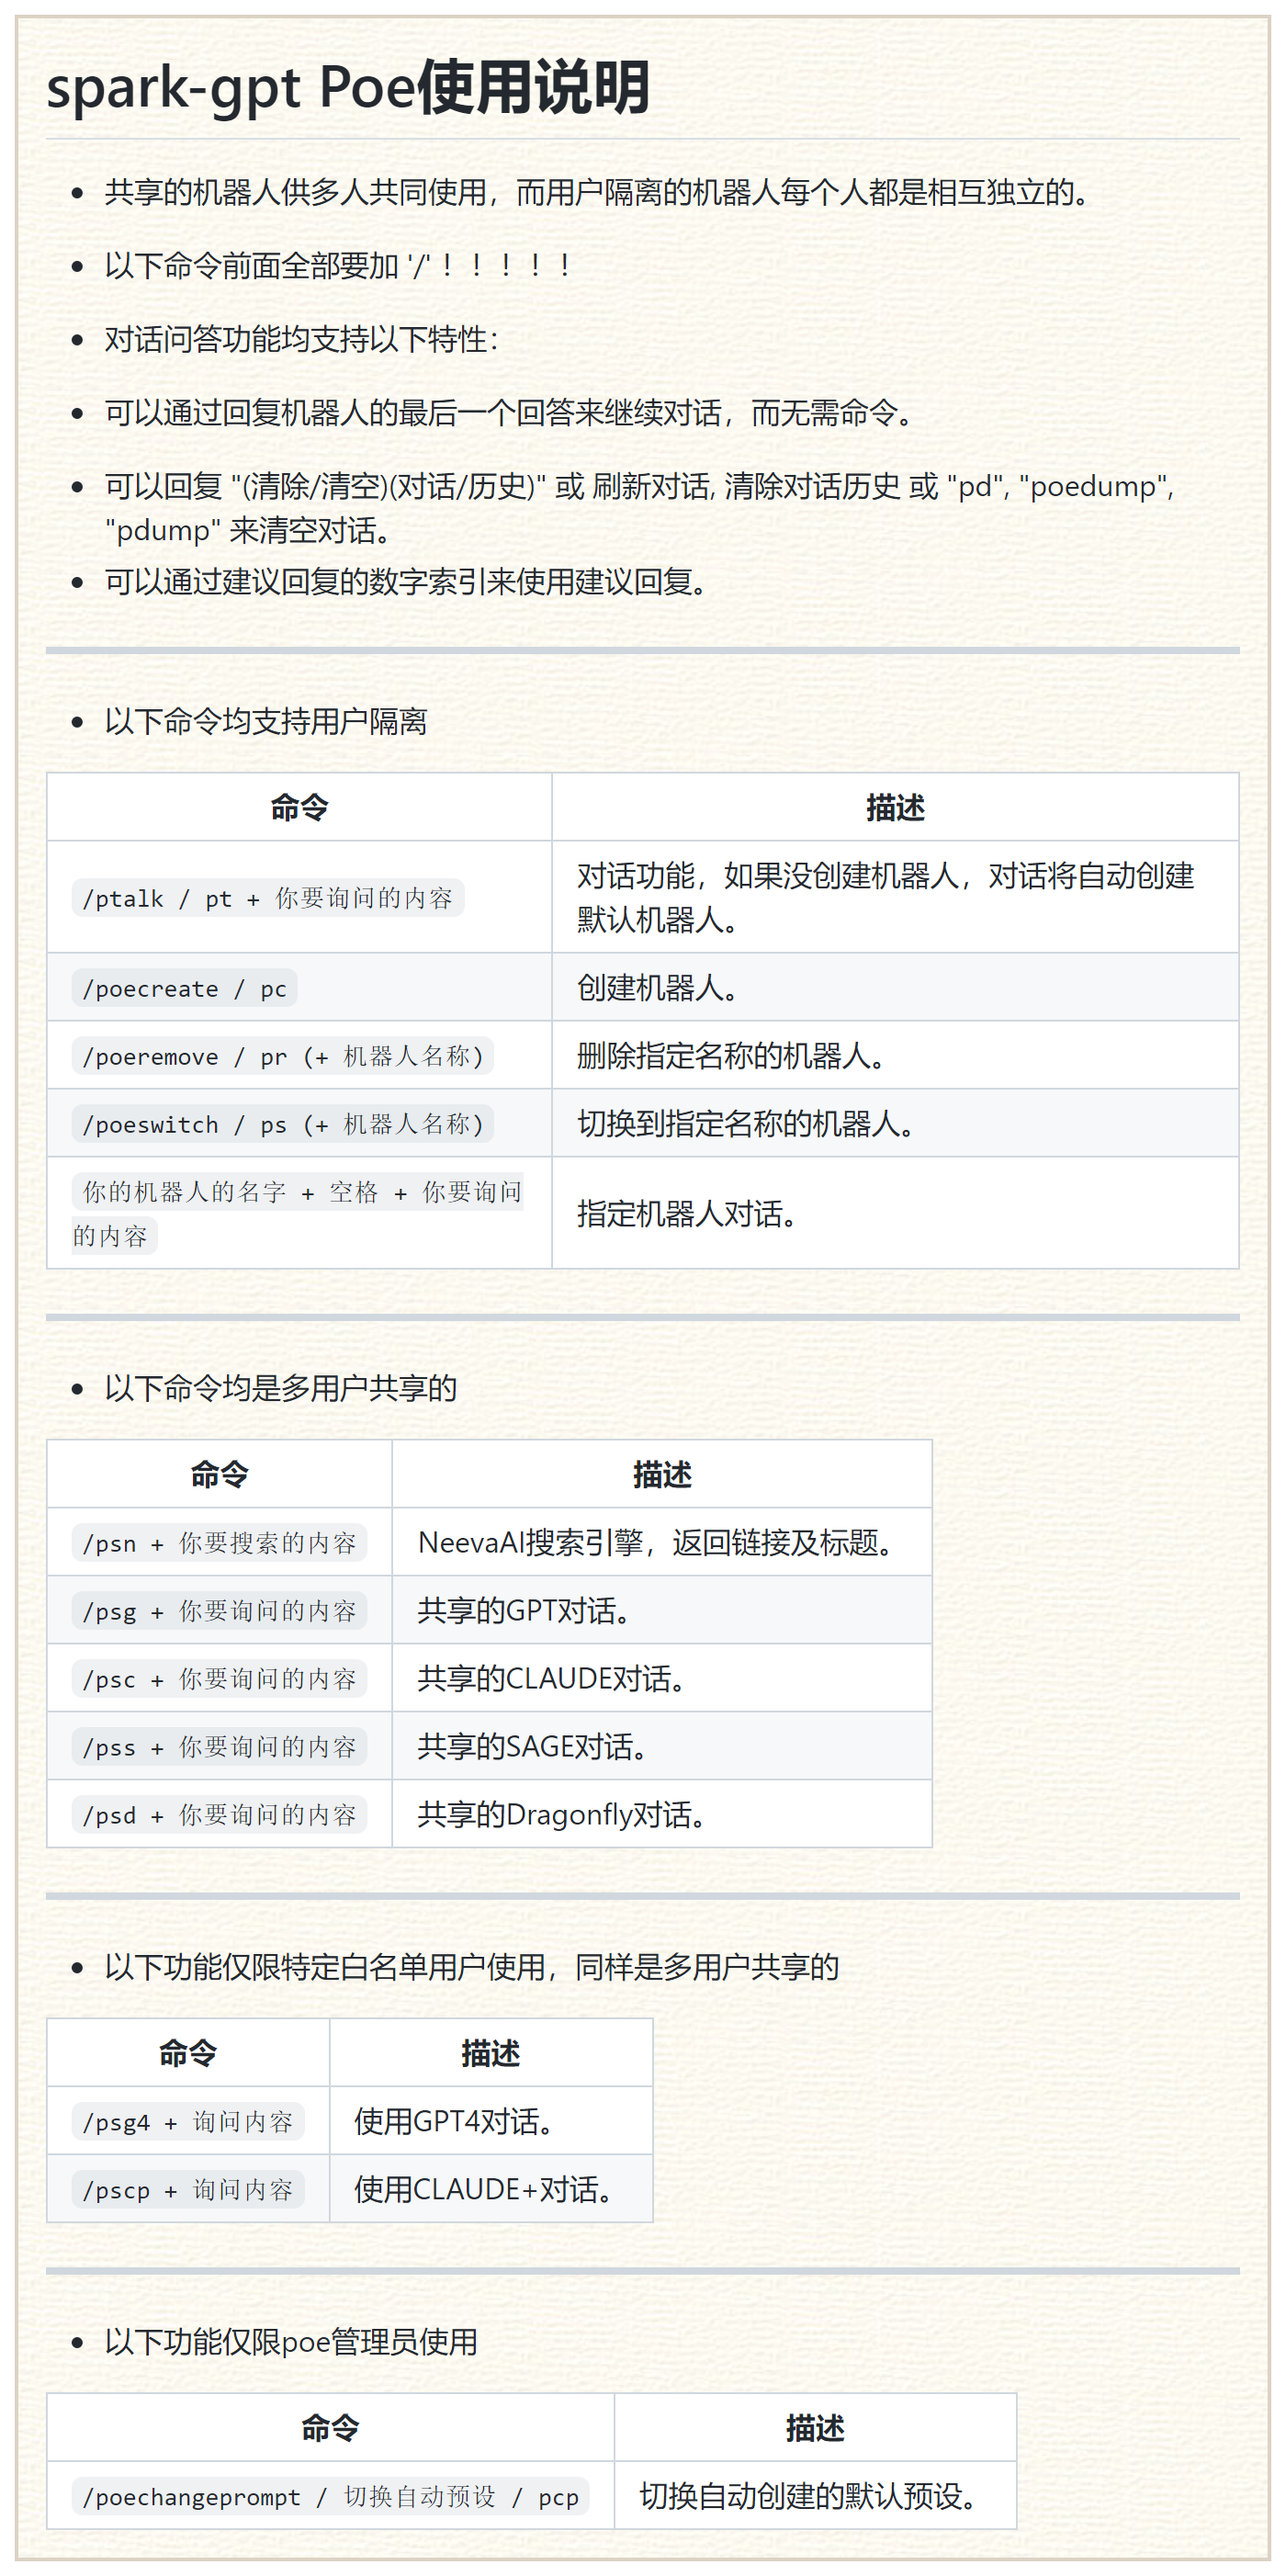 spark-gpt Poe使用说明
共享的机器人供多人共同使用，而用户隔离的机器人每个人都是相互独立的。
以下命令前面全部要加 '/'！！！！！
对话问答功能均支持以下特性：
可以通过回复机器人的最后一个回答来继续对话，而无需命令。
可以回复 "(清除/清空)(对话/历史)" 或 刷新对话, 清除对话历史 或 "pd", "poedump",
"pdump" 来清空对话。
可以通过建议回复的数字索引来使用建议回复。
以下命令均支持用户隔离
命令 描述
/ptalk / pt + 你要询问的内容 对话功能，如果没创建机器人，对话将自动创建
默认机器人。
/poecreate / pc 创建机器人。
/poeremove / pr (+ 机器人名称) 删除指定名称的机器人。
/poeswitch / ps (+ 机器人名称) 切换到指定名称的机器人。
你的机器人的名字 + 空格 + 你要询问
的内容 指定机器人对话。
以下命令均是多用户共享的
命令 描述
/psn + 你要搜索的内容 NeevaAI搜索引擎，返回链接及标题。
/psg + 你要询问的内容 共享的GPT对话。
/psc + 你要询问的内容 共享的CLAUDE对话。
/pss + 你要询问的内容 共享的SAGE对话。
/psd + 你要询问的内容 共享的Dragonfly对话。
以下功能仅限特定白名单用户使用，同样是多用户共享的
命令 描述
/psg4 + 询问内容 使用GPT4对话。
/pscp + 询问内容 使用CLAUDE+对话。
以下功能仅限poe管理员使用
命令 描述
/poechangeprompt / 切换自动预设 / pcp 切换自动创建的默认预设。